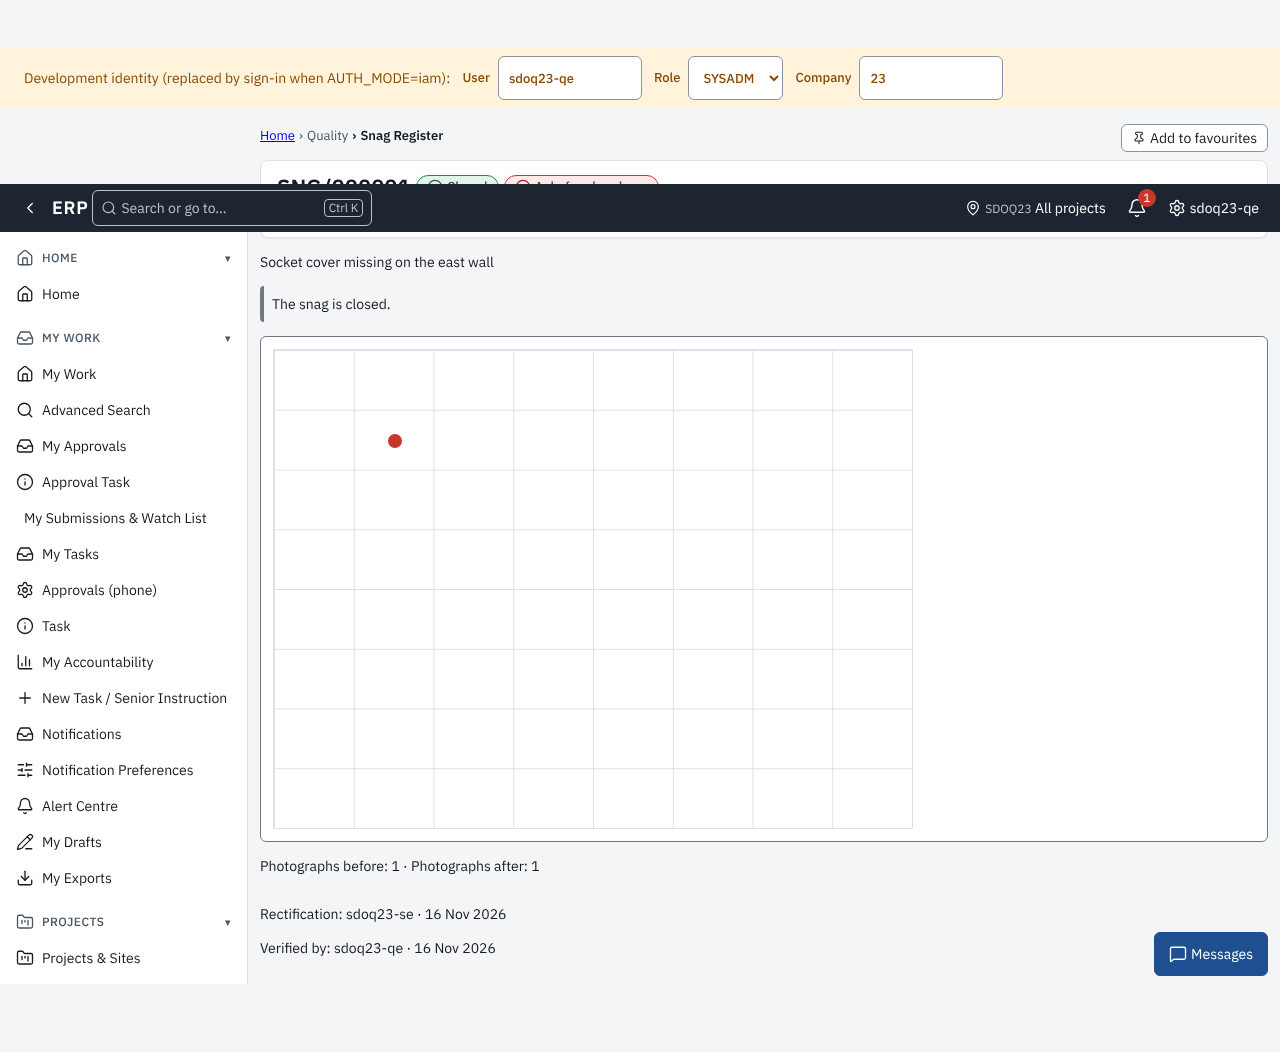 Development identity (replaced by sign-in when AUTH_MODE=iam): User sdoq23-qe Role SYSADM Company 23
Home › Quality › Snag Register
Add to favourites
ERP Search or go to... Ctrl K SDOQ23 All projects 1 sdoq23-qe
HOME
Home
MY WORK
My Work
Advanced Search
My Approvals
Approval Task
My Submissions & Watch List
My Tasks
Approvals (phone)
Task
My Accountability
New Task / Senior Instruction
Notifications
Notification Preferences
Alert Centre
My Drafts
My Exports
PROJECTS
Projects & Sites
Socket cover missing on the east wall
The snag is closed.
Photographs before: 1 · Photographs after: 1
Rectification: sdoq23-se · 16 Nov 2026
Verified by: sdoq23-qe · 16 Nov 2026
Messages